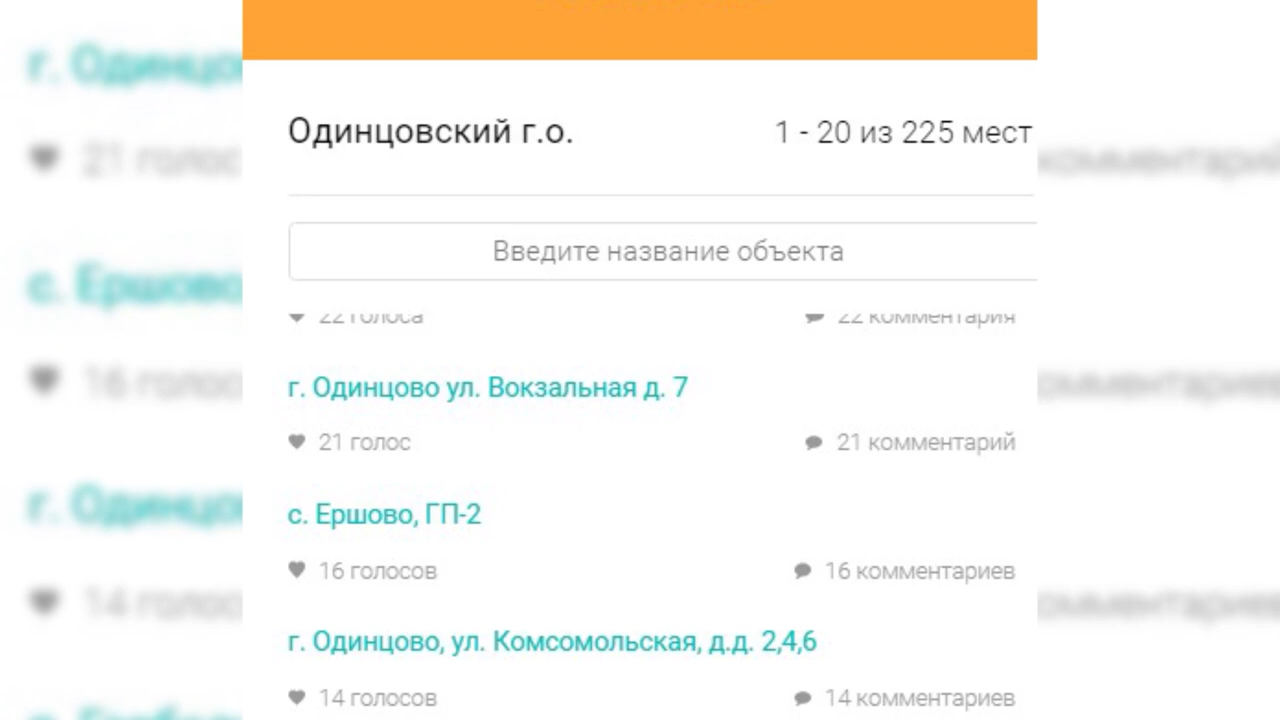 Одинцовский г.о. 1 - 20 из 225 мест
Введите название объекта
22 голоса 22 комментария
г. Одинцово ул. Вокзальная д. 7
21 голос 21 комментарий
с. Ершово, ГП-2
16 голосов 16 комментариев
г. Одинцово, ул. Комсомольская, д.д. 2,4,6
14 голосов 14 комментариев